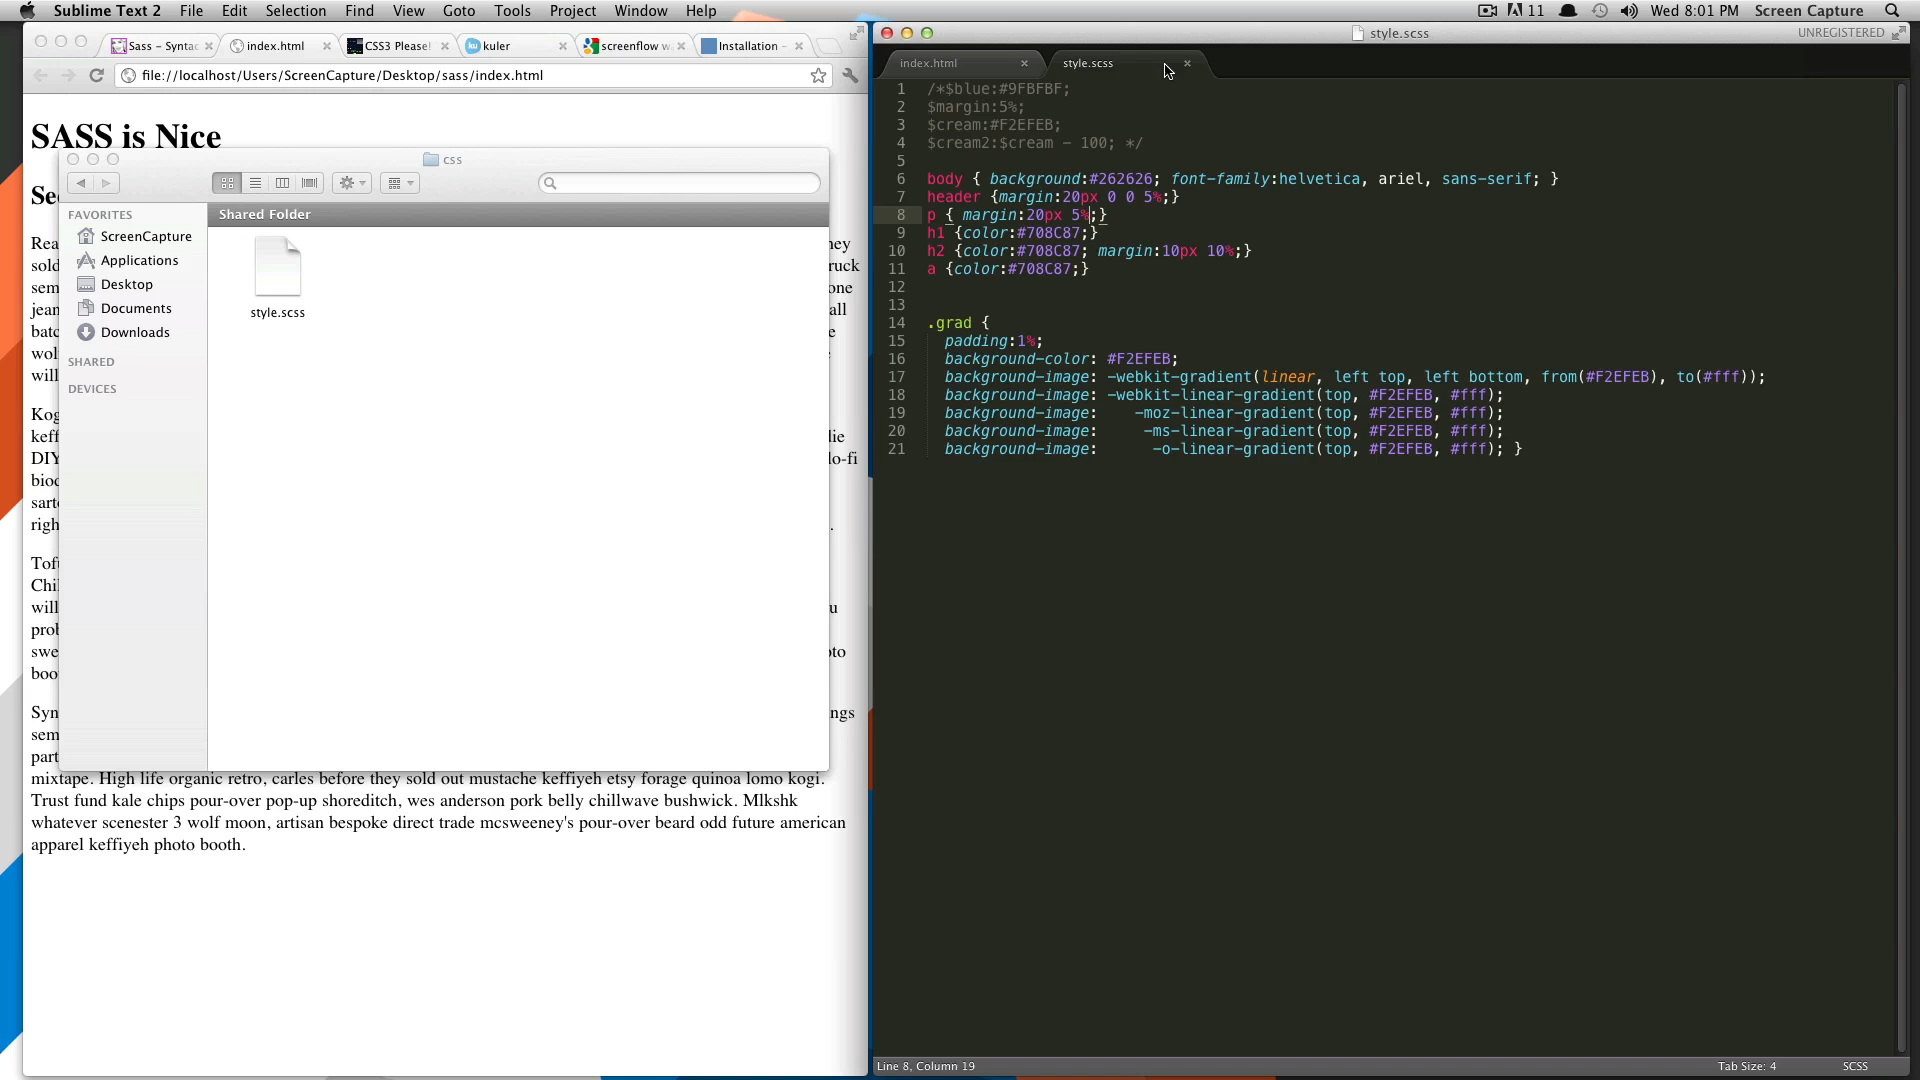 Sublime Text 2 File Edit Selection Find View Goto Tools Project Window Help
11 Wed 8:01 PM Screen Capture
Sass – Syntac index.html CSS3 Please! kuler screenflow w Installation –
file://localhost/Users/ScreenCapture/Desktop/sass/index.html
SASS is Nice
css
FAVORITES
ScreenCapture
Applications
Desktop
Documents
Downloads
SHARED
DEVICES
Shared Folder
style.scss
mixtape. High life organic retro, carles before they sold out mustache keffiyeh etsy forage quinoa lomo kogi.
Trust fund kale chips pour-over pop-up shoreditch, wes anderson pork belly chillwave bushwick. Mlkshk
whatever scenester 3 wolf moon, artisan bespoke direct trade mcsweeney's pour-over beard odd future american
apparel keffiyeh photo booth.
style.scss
UNREGISTERED
index.html style.scss
1 /*$blue:#9FBFBF;
2 $margin:5%;
3 $cream:#F2EFEB;
4 $cream2:$cream - 100; */
5
6 body { background:#262626; font-family:helvetica, ariel, sans-serif; }
7 header {margin:20px 0 0 5%;}
8 p { margin:20px 5%;}
9 h1 {color:#708C87;}
10 h2 {color:#708C87; margin:10px 10%;}
11 a {color:#708C87;}
12
13
14 .grad {
15 padding:1%;
16 background-color: #F2EFEB;
17 background-image: -webkit-gradient(linear, left top, left bottom, from(#F2EFEB), to(#fff));
18 background-image: -webkit-linear-gradient(top, #F2EFEB, #fff);
19 background-image: -moz-linear-gradient(top, #F2EFEB, #fff);
20 background-image: -ms-linear-gradient(top, #F2EFEB, #fff);
21 background-image: -o-linear-gradient(top, #F2EFEB, #fff); }
Line 8, Column 19
Tab Size: 4 SCSS